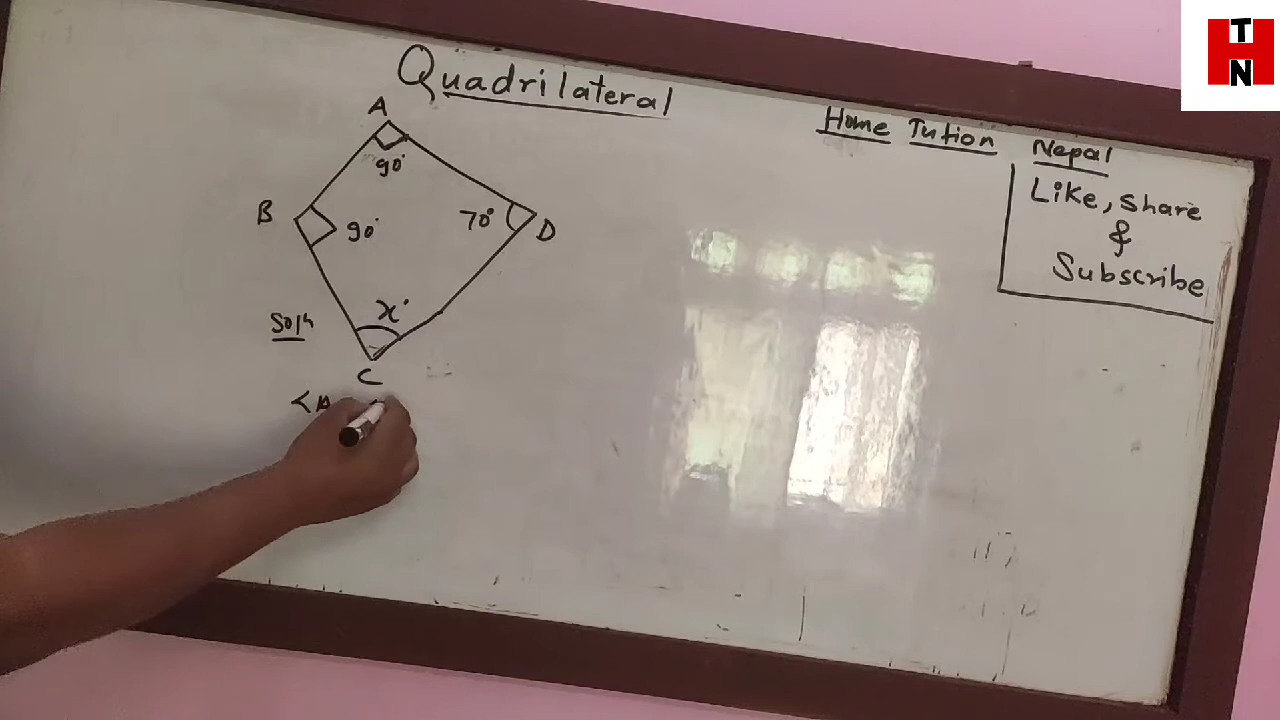 Quadrilateral
A
90°
B
90°
70°
D
x°
Soln
C
<A
Home Tution Nepal
Like, share
&
Subscribe
T
H
N